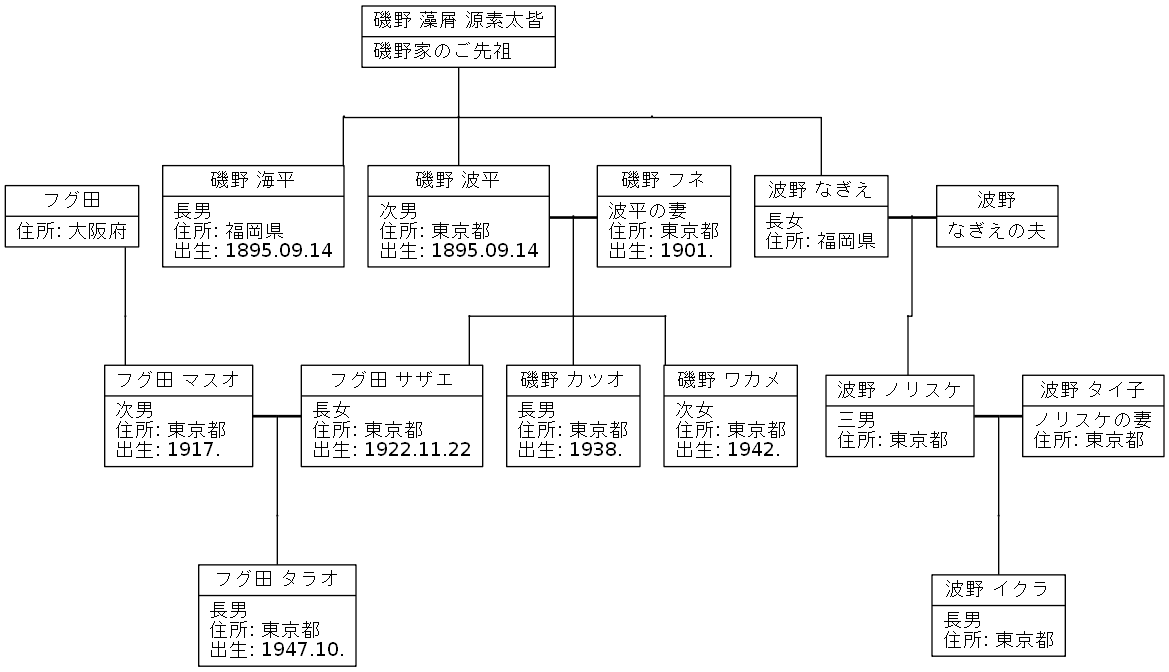 磯野 藻屑 源素太皆
磯野家のご先祖
フグ田
住所: 大阪府
磯野 海平
長男
住所: 福岡県
出生: 1895.09.14
磯野 波平
次男
住所: 東京都
出生: 1895.09.14
磯野 フネ
波平の妻
住所: 東京都
出生: 1901.
波野 なぎえ
長女
住所: 福岡県
波野
なぎえの夫
フグ田 マスオ
次男
住所: 東京都
出生: 1917.
フグ田 サザエ
長女
住所: 東京都
出生: 1922.11.22
磯野 カツオ
長男
住所: 東京都
出生: 1938.
磯野 ワカメ
次女
住所: 東京都
出生: 1942.
波野 ノリスケ
三男
住所: 東京都
波野 タイ子
ノリスケの妻
住所: 東京都
フグ田 タラオ
長男
住所: 東京都
出生: 1947.10.
波野 イクラ
長男
住所: 東京都